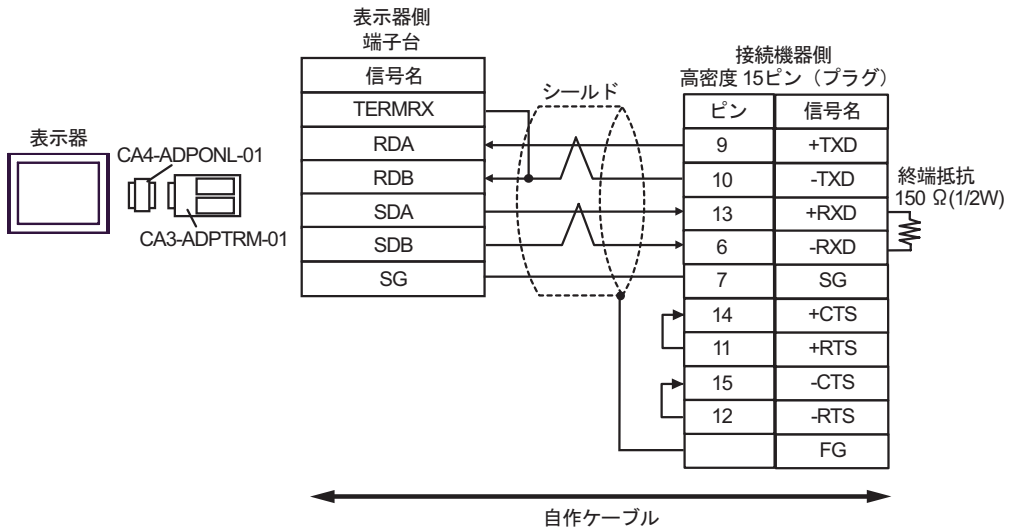 表示器側
端子台
信号名
TERMRX
RDA
RDB
SDA
SDB
SG
シールド
接続機器側
高密度 15ピン（プラグ）
ピン 信号名
9 +TXD
10 -TXD
13 +RXD
6 -RXD
7 SG
14 +CTS
11 +RTS
15 -CTS
12 -RTS
FG
終端抵抗
150 Ω(1/2W)
表示器
CA4-ADPONL-01
CA3-ADPTRM-01
自作ケーブル